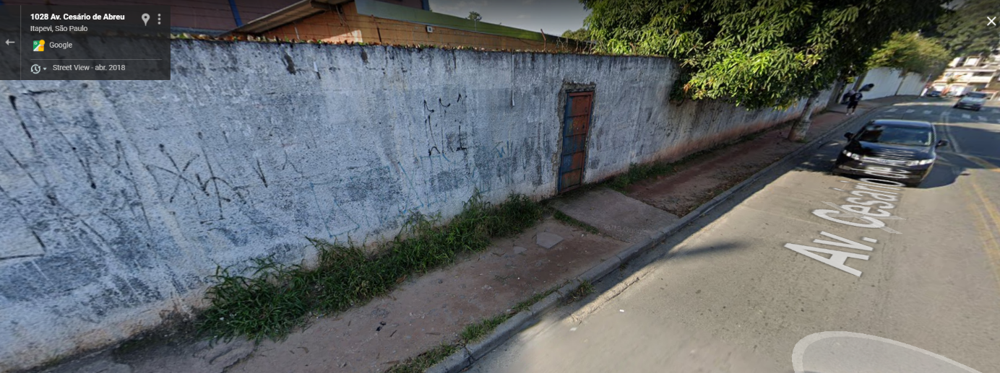 1028 Av. Cesário de Abreu
Itapevi, São Paulo
Google
Street View - abr. 2018
Av. Cesário de